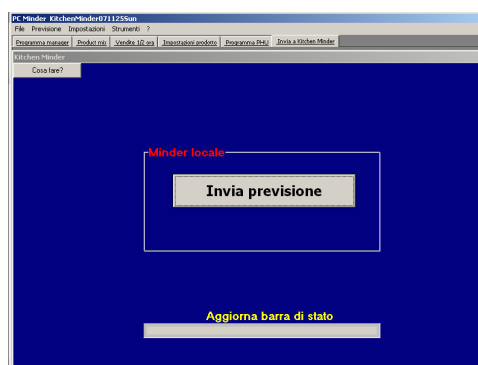 PC Minder KitchenMinder071125Sun
File Previsione Impostazioni Strumenti ?
Programma manager Product mix Vendite 1/2 ora Impostazioni prodotto Programma PHU Invia a Kitchen Minder
Kitchen Minder
Cosa fare?
Minder locale
Invia previsione
Aggiorna barra di stato